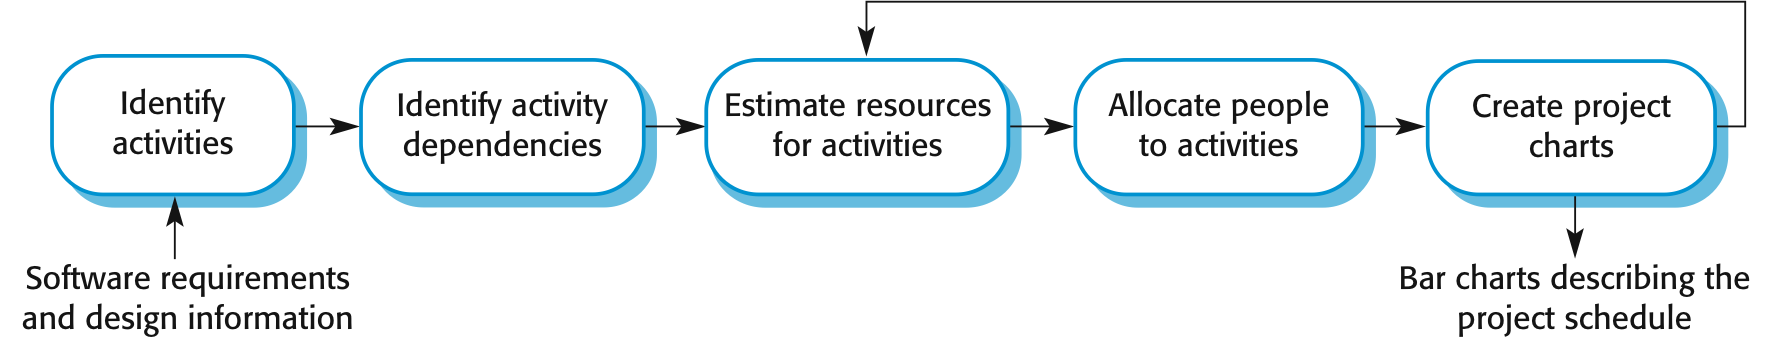 Identify
activities
Identify activity
dependencies
Estimate resources
for activities
Allocate people
to activities
Create project
charts
Software requirements
and design information
Bar charts describing the
project schedule